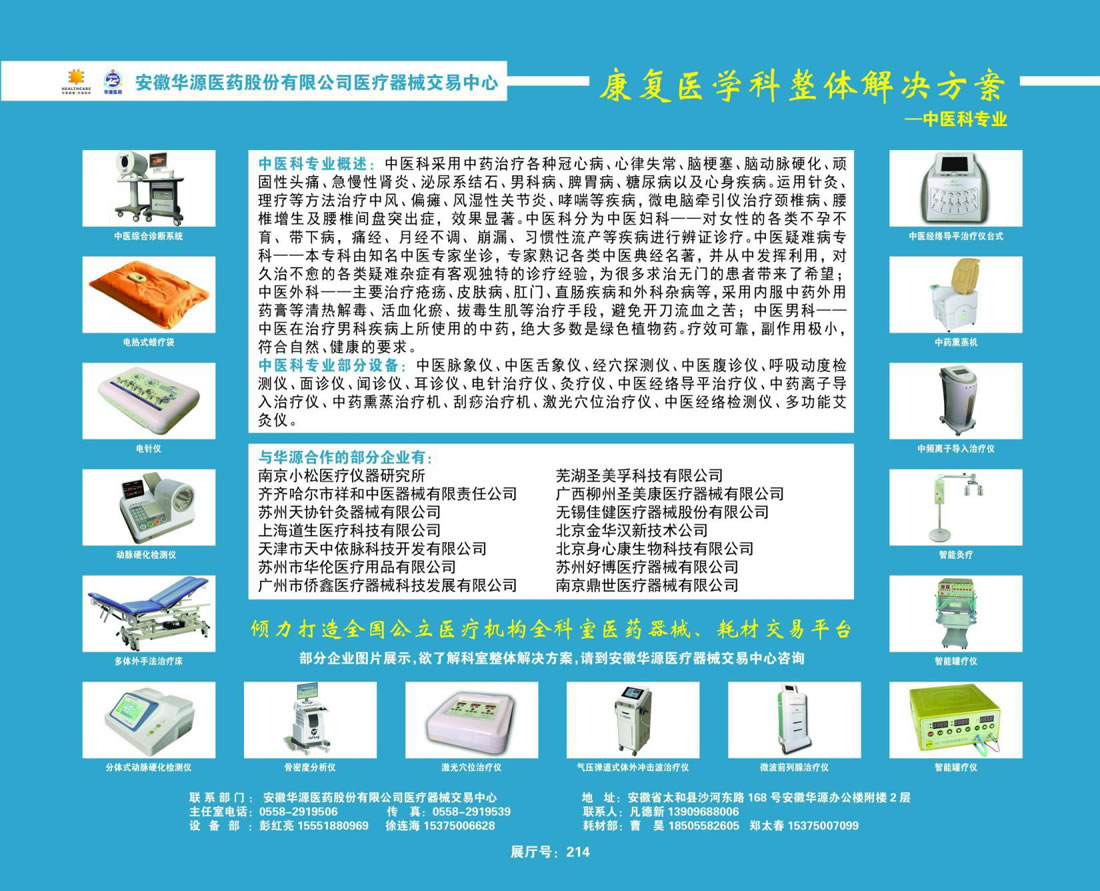 HEALTHCARE
华源医药
安徽华源医药股份有限公司医疗器械交易中心
康复医学科整体解决方案
—中医科专业
中医科专业概述：中医科采用中药治疗各种冠心病、心律失常、脑梗塞、脑动脉硬化、顽
固性头痛、急慢性肾炎、泌尿系结石、男科病、脾胃病、糖尿病以及心身疾病。运用针灸、
理疗等方法治疗中风、偏瘫、风湿性关节炎、哮喘等疾病，微电脑牵引仪治疗颈椎病、腰
椎增生及腰椎间盘突出症，效果显著。中医科分为中医妇科——对女性的各类不孕不
育、带下病，痛经、月经不调、崩漏、习惯性流产等疾病进行辨证诊疗。中医疑难病专
科——本专科由知名中医专家坐诊，专家熟记各类中医典经名著，并从中发挥利用，对
久治不愈的各类疑难杂症有客观独特的诊疗经验，为很多求治无门的患者带来了希望；
中医外科——主要治疗疮疡、皮肤病、肛门、直肠疾病和外科杂病等，采用内服中药外用
药膏等清热解毒、活血化瘀、拔毒生肌等治疗手段，避免开刀流血之苦；中医男科——
中医在治疗男科疾病上所使用的中药，绝大多数是绿色植物药。疗效可靠，副作用极小，
符合自然、健康的要求。
中医科专业部分设备：中医脉象仪、中医舌象仪、经穴探测仪、中医腹诊仪、呼吸动度检
测仪、面诊仪、闻诊仪、耳诊仪、电针治疗仪、灸疗仪、中医经络导平治疗仪、中药离子导
入治疗仪、中药熏蒸治疗机、刮痧治疗机、激光穴位治疗仪、中医经络检测仪、多功能艾
灸仪。
与华源合作的部分企业有：
南京小松医疗仪器研究所
芜湖圣美孚科技有限公司
齐齐哈尔市祥和中医器械有限责任公司
广西柳州圣美康医疗器械有限公司
苏州天协针灸器械有限公司
无锡佳健医疗器械股份有限公司
上海道生医疗科技有限公司
北京金华汉新技术公司
天津市天中依脉科技开发有限公司
北京身心康生物科技有限公司
苏州市华伦医疗用品有限公司
苏州好博医疗器械有限公司
广州市侨鑫医疗器械科技发展有限公司
南京鼎世医疗器械有限公司
倾力打造全国公立医疗机构全科室医药器械、耗材交易平台
部分企业图片展示，欲了解科室整体解决方案，请到安徽华源医疗器械交易中心咨询
中医综合诊断系统
电热式蜡疗袋
电针仪
动脉硬化检测仪
多体外手法治疗床
中医经络导平治疗仪台式
中药熏蒸机
中频离子导入治疗仪
智能灸疗
智能罐疗仪
分体式动脉硬化检测仪
骨密度分析仪
激光穴位治疗仪
气压弹道式体外冲击波治疗仪
微波前列腺治疗仪
智能罐疗仪
联系部门：安徽华源医药股份有限公司医疗器械交易中心
主任室电话：0558-2919506 传 真：0558-2919539
设 备 部：彭红亮 15551880969 徐连海 15375006628
地 址：安徽省太和县沙河东路 168 号安徽华源办公楼附楼 2 层
联系人：凡德新 13909688006
耗材部：曹 昊 18505582605 郑太春 15375007099
展厅号：214